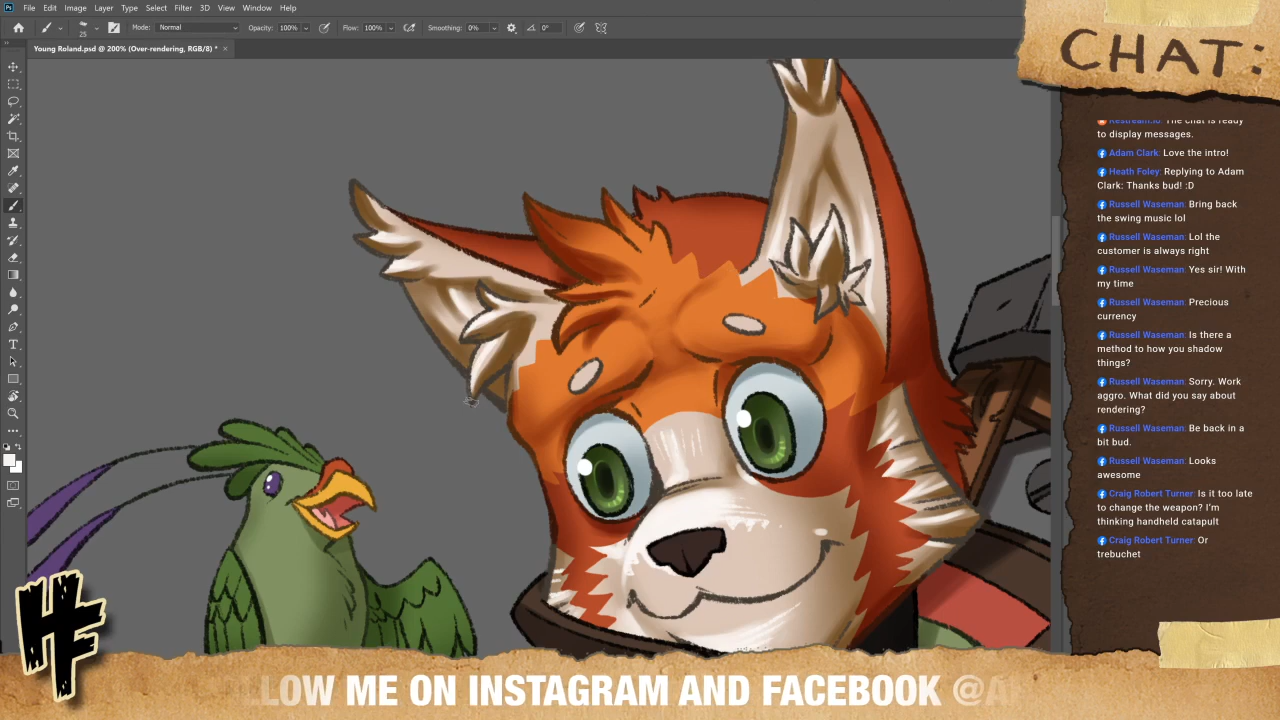 File Edit Image Layer Type Select Filter 3D View Window Help
25 Mode: Normal Opacity: 100% Flow: 100% Smoothing: 0% 0°
Young Roland.psd @ 200% (Over-rendering, RGB/8) * ×
CHAT:
Restream.io: The chat is ready
to display messages.
Adam Clark: Love the intro!
Heath Foley: Replying to Adam
Clark: Thanks bud! :D
Russell Waseman: Bring back
the swing music lol
Russell Waseman: Lol the
customer is always right
Russell Waseman: Yes sir! With
my time
Russell Waseman: Precious
currency
Russell Waseman: Is there a
method to how you shadow
things?
Russell Waseman: Sorry. Work
aggro. What did you say about
rendering?
Russell Waseman: Be back in a
bit bud.
Russell Waseman: Looks
awesome
Craig Robert Turner: Is it too late
to change the weapon? I'm
thinking handheld catapult
Craig Robert Turner: Or
trebuchet
HF
LLOW ME ON INSTAGRAM AND FACEBOOK @A